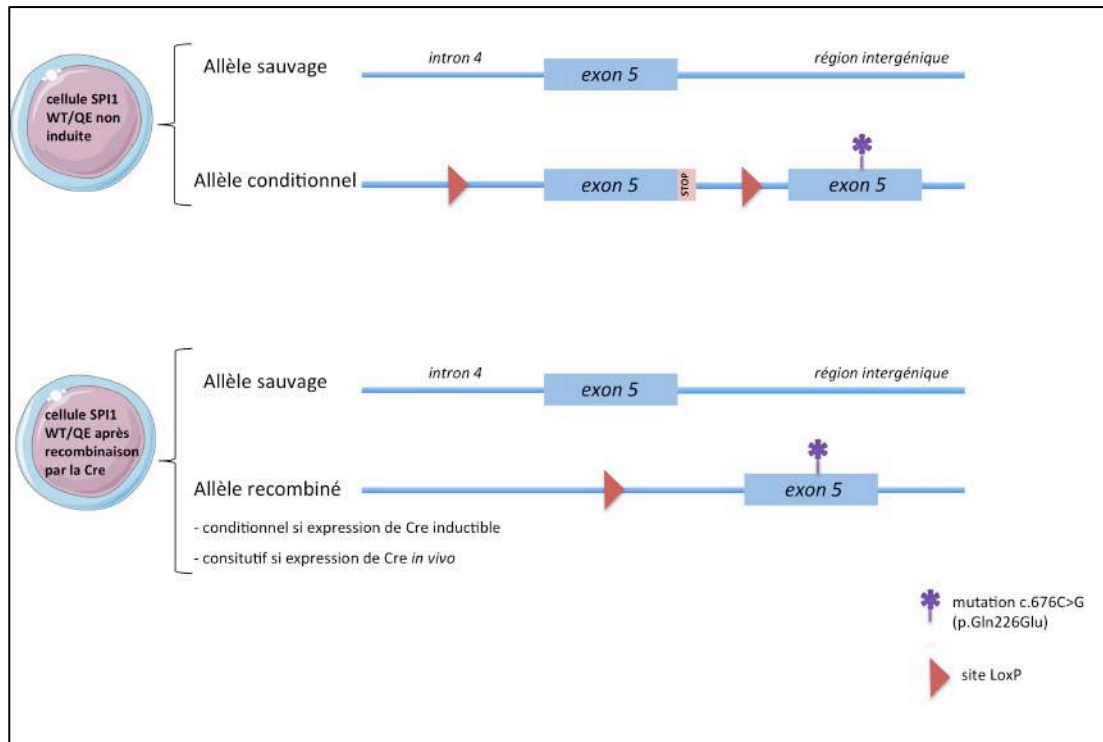 cellule SPI1
WT/QE non
induite
Allèle sauvage
intron 4
exon 5
région intergénique
Allèle conditionnel
exon 5
STOP
exon 5
cellule SPI1
WT/QE après
recombinaison
par la Cre
Allèle sauvage
intron 4
exon 5
région intergénique
Allèle recombiné
exon 5
- conditionnel si expression de Cre inductible
- consitutif si expression de Cre in vivo
mutation c.676C>G
(p.Gln226Glu)
site LoxP